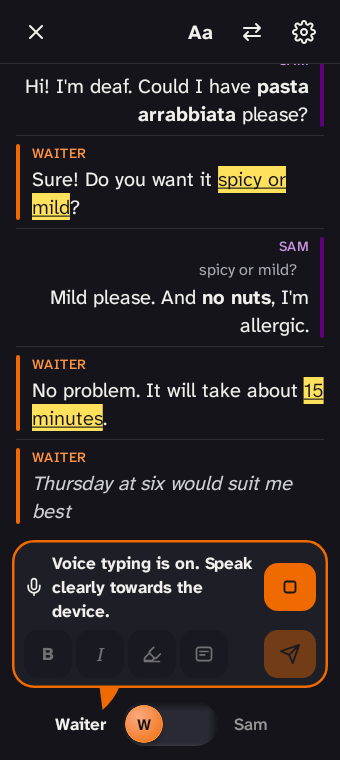 Aa
Hi! I'm deaf. Could I have pasta
arrabbiata please?
WAITER
Sure! Do you want it spicy or
mild?
SAM
spicy or mild?
Mild please. And no nuts, I'm
allergic.
WAITER
No problem. It will take about 15
minutes.
WAITER
Thursday at six would suit me
best
Voice typing is on. Speak
clearly towards the
device.
B I
Waiter W Sam